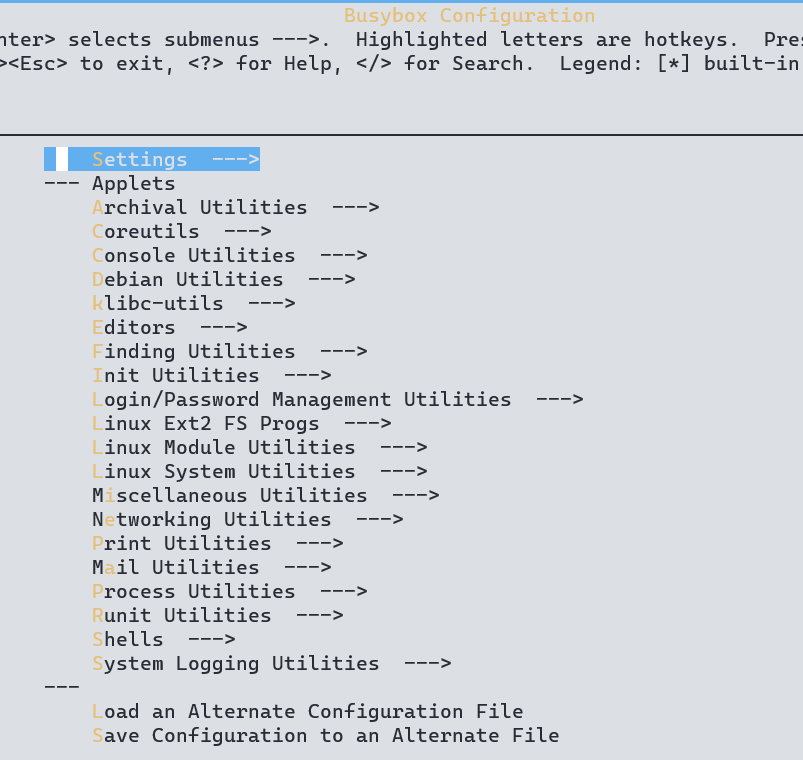 Busybox Configuration
nter> selects submenus --->.  Highlighted letters are hotkeys.  Pres
><Esc> to exit, <?> for Help, </> for Search.  Legend: [*] built-in
Settings  --->
--- Applets
Archival Utilities  --->
Coreutils  --->
Console Utilities  --->
Debian Utilities  --->
klibc-utils  --->
Editors  --->
Finding Utilities  --->
Init Utilities  --->
Login/Password Management Utilities  --->
Linux Ext2 FS Progs  --->
Linux Module Utilities  --->
Linux System Utilities  --->
Miscellaneous Utilities  --->
Networking Utilities  --->
Print Utilities  --->
Mail Utilities  --->
Process Utilities  --->
Runit Utilities  --->
Shells  --->
System Logging Utilities  --->
---
Load an Alternate Configuration File
Save Configuration to an Alternate File